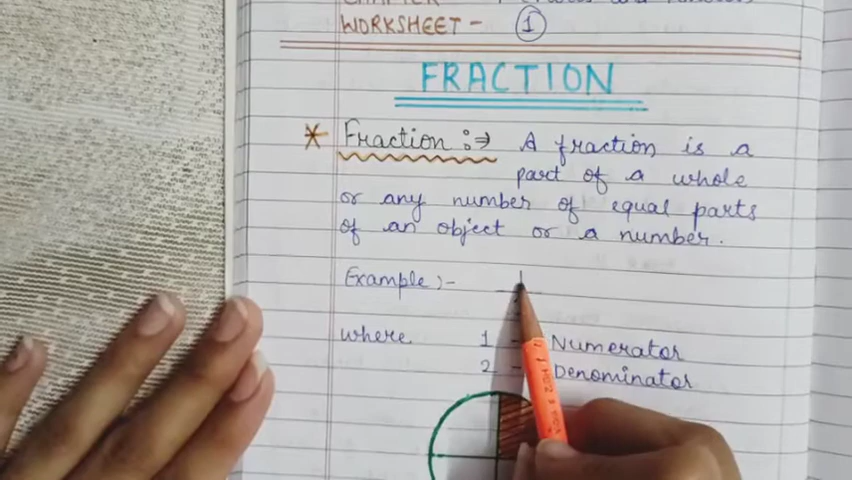 WORKSHEET - 1
FRACTION
* Fraction :⇒ A fraction is a
part of a whole
or any number of equal parts
of an object or a number.
Example :- 1
where 1 - Numerator
2 - Denominator